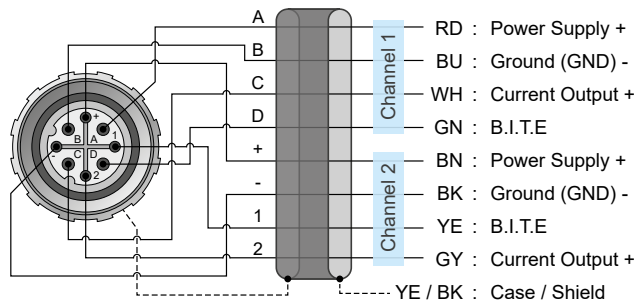 A RD : Power Supply +
B BU : Ground (GND) -
C WH : Current Output +
D GN : B.I.T.E
+ BN : Power Supply +
- BK : Ground (GND) -
1 YE : B.I.T.E
2 GY : Current Output +
YE / BK : Case / Shield
Channel 1
Channel 2
+
B A 1
- C D
2